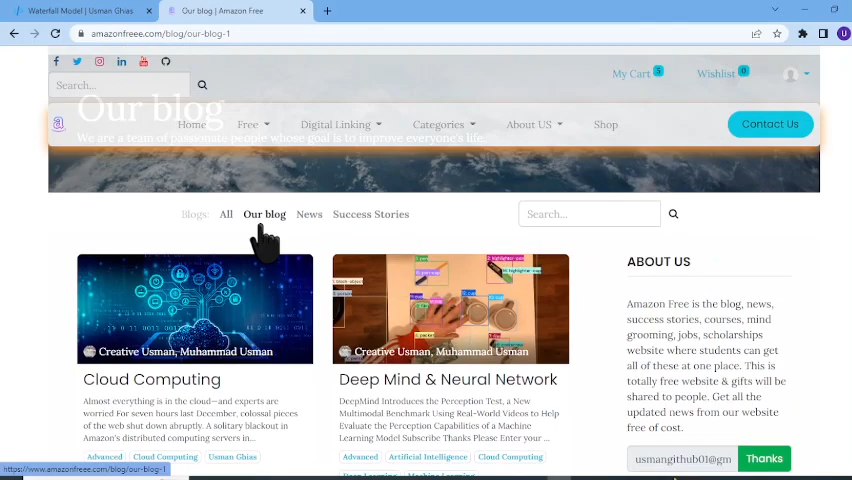 Waterfall Model | Usman Ghias
Our blog | Amazon Free
amazonfreee.com/blog/our-blog-1
U
Search...
My Cart 5
Wishlist 0
Our blog
Home Free Digital Linking Categories About US Shop
Contact Us
We are a team of passionate people whose goal is to improve everyone's life.
Blogs: All Our blog News Success Stories
Search...
Creative Usman, Muhammad Usman
Cloud Computing
Almost everything is in the cloud—and experts are
worried For seven hours last December, colossal pieces
of the web shut down abruptly. A solitary blackout in
Amazon's distributed computing servers in...
Advanced Cloud Computing Usman Ghias
Creative Usman, Muhammad Usman
DeepMind & Neural Network
DeepMind Introduces the Perception Test, a New
Multimodal Benchmark Using Real-World Videos to Help
Evaluate the Perception Capabilities of a Machine
Learning Model Subscribe Thanks Please Enter your ...
Advanced Artificial Intelligence Cloud Computing
Deep Learning Machine Learning
ABOUT US
Amazon Free is the blog, news,
success stories, courses, mind
grooming, jobs, scholarships
website where students can get
all of these at one place. This is
totally free website & gifts will be
shared to people. Get all the
updated news from our website
free of cost.
usmangithub01@gm
Thanks
https://www.amazonfreee.com/blog/our-blog-1